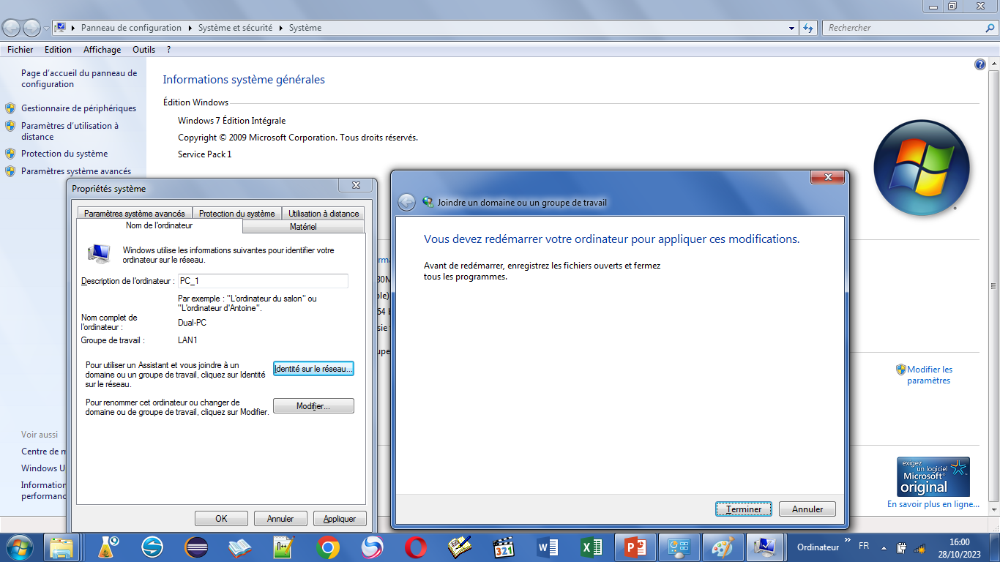 Panneau de configuration
Système et sécurité
Système
Rechercher
Fichier
Edition
Affichage
Outils
?
Page d'accueil du panneau de
configuration
Gestionnaire de périphériques
Paramètres d'utilisation à
distance
Protection du système
Paramètres système avancés
Informations système générales
Édition Windows
Windows 7 Édition Intégrale
Copyright © 2009 Microsoft Corporation. Tous droits réservés.
Service Pack 1
Propriétés système
Paramètres système avancés
Protection du système
Utilisation à distance
Nom de l'ordinateur
Matériel
Windows utilise les informations suivantes pour identifier votre
ordinateur sur le réseau.
Description de l'ordinateur :
PC_1
Par exemple : "L'ordinateur du salon" ou
"L'ordinateur d'Antoine".
Nom complet de
l'ordinateur :
Dual-PC
Groupe de travail :
LAN1
Pour utiliser un Assistant et vous joindre à un
domaine ou un groupe de travail, cliquez sur Identité
sur le réseau.
Identité sur le réseau...
Pour renommer cet ordinateur ou changer de
domaine ou de groupe de travail, cliquez sur Modifier.
Modifier...
OK
Annuler
Appliquer
Joindre un domaine ou un groupe de travail
Vous devez redémarrer votre ordinateur pour appliquer ces modifications.
Avant de redémarrer, enregistrez les fichiers ouverts et fermez
tous les programmes.
Terminer
Annuler
Modifier les
paramètres
Voir aussi
Centre de
Windows U
Information
performanc
exigez
un logiciel
Microsoft®
original
En savoir plus en ligne...
Ordinateur
FR
16:00
28/10/2023